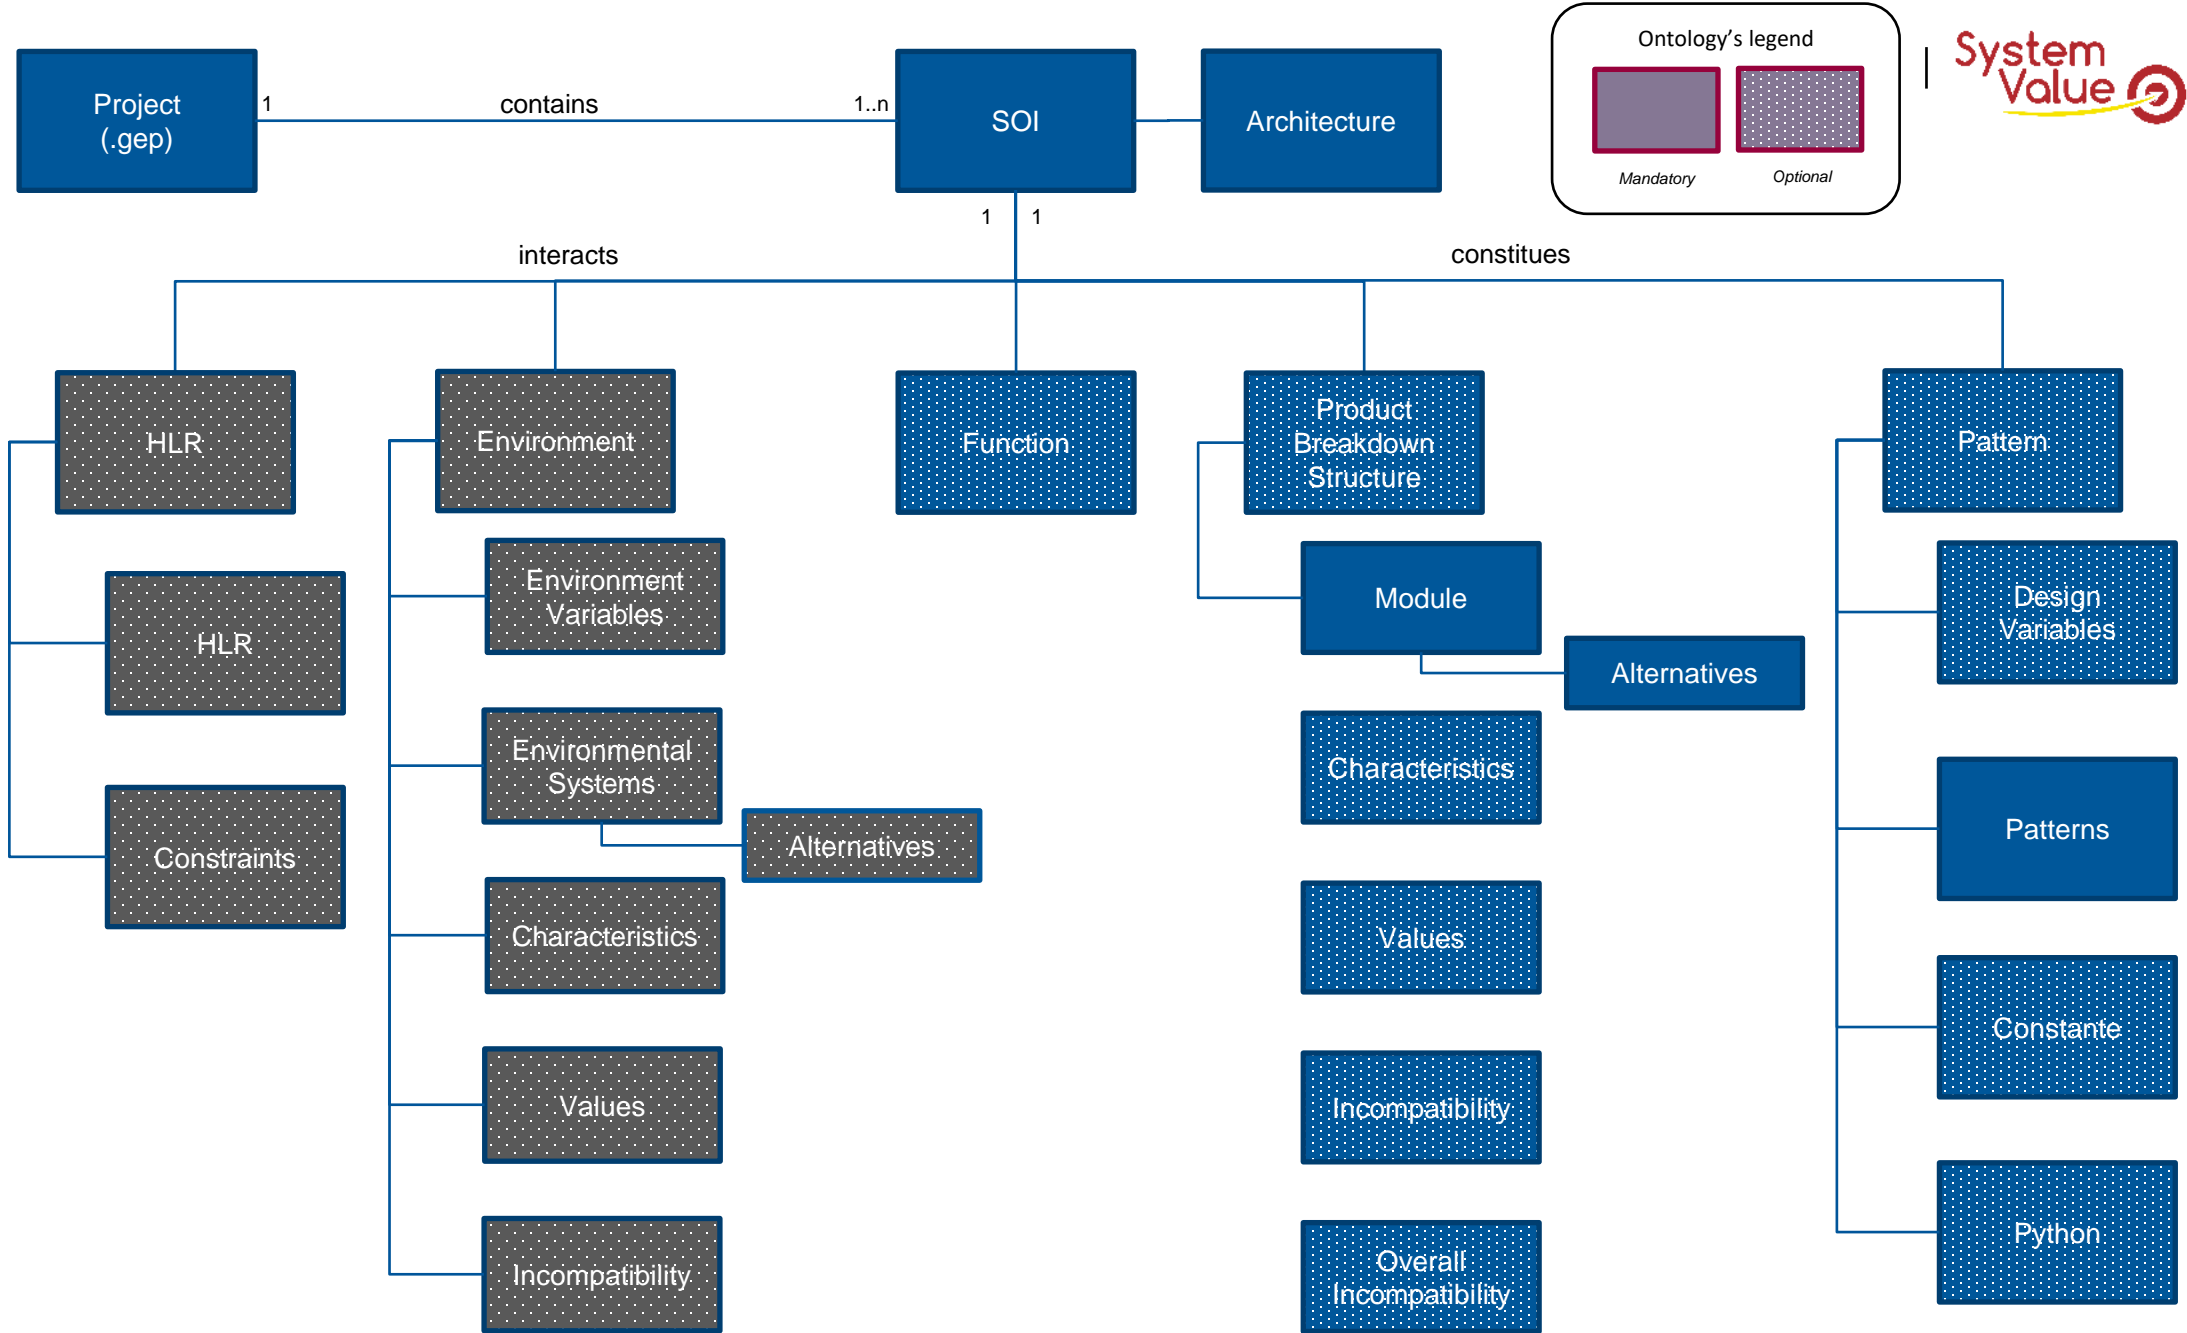 Ontology's legend
Mandatory
Optional
System
Value
Project
(.gep)
1
contains
1..n
SOI
Architecture
1
1
interacts
constitues
HLR
Environment
Function
Product
Breakdown
Structure
Pattern
HLR
Constraints
Environment
Variables
Environmental
Systems
Alternatives
Characteristics
Values
Incompatibility
Module
Alternatives
Characteristics
Values
Incompatibility
Overall
Incompatibility
Design
Variables
Patterns
Constante
Python